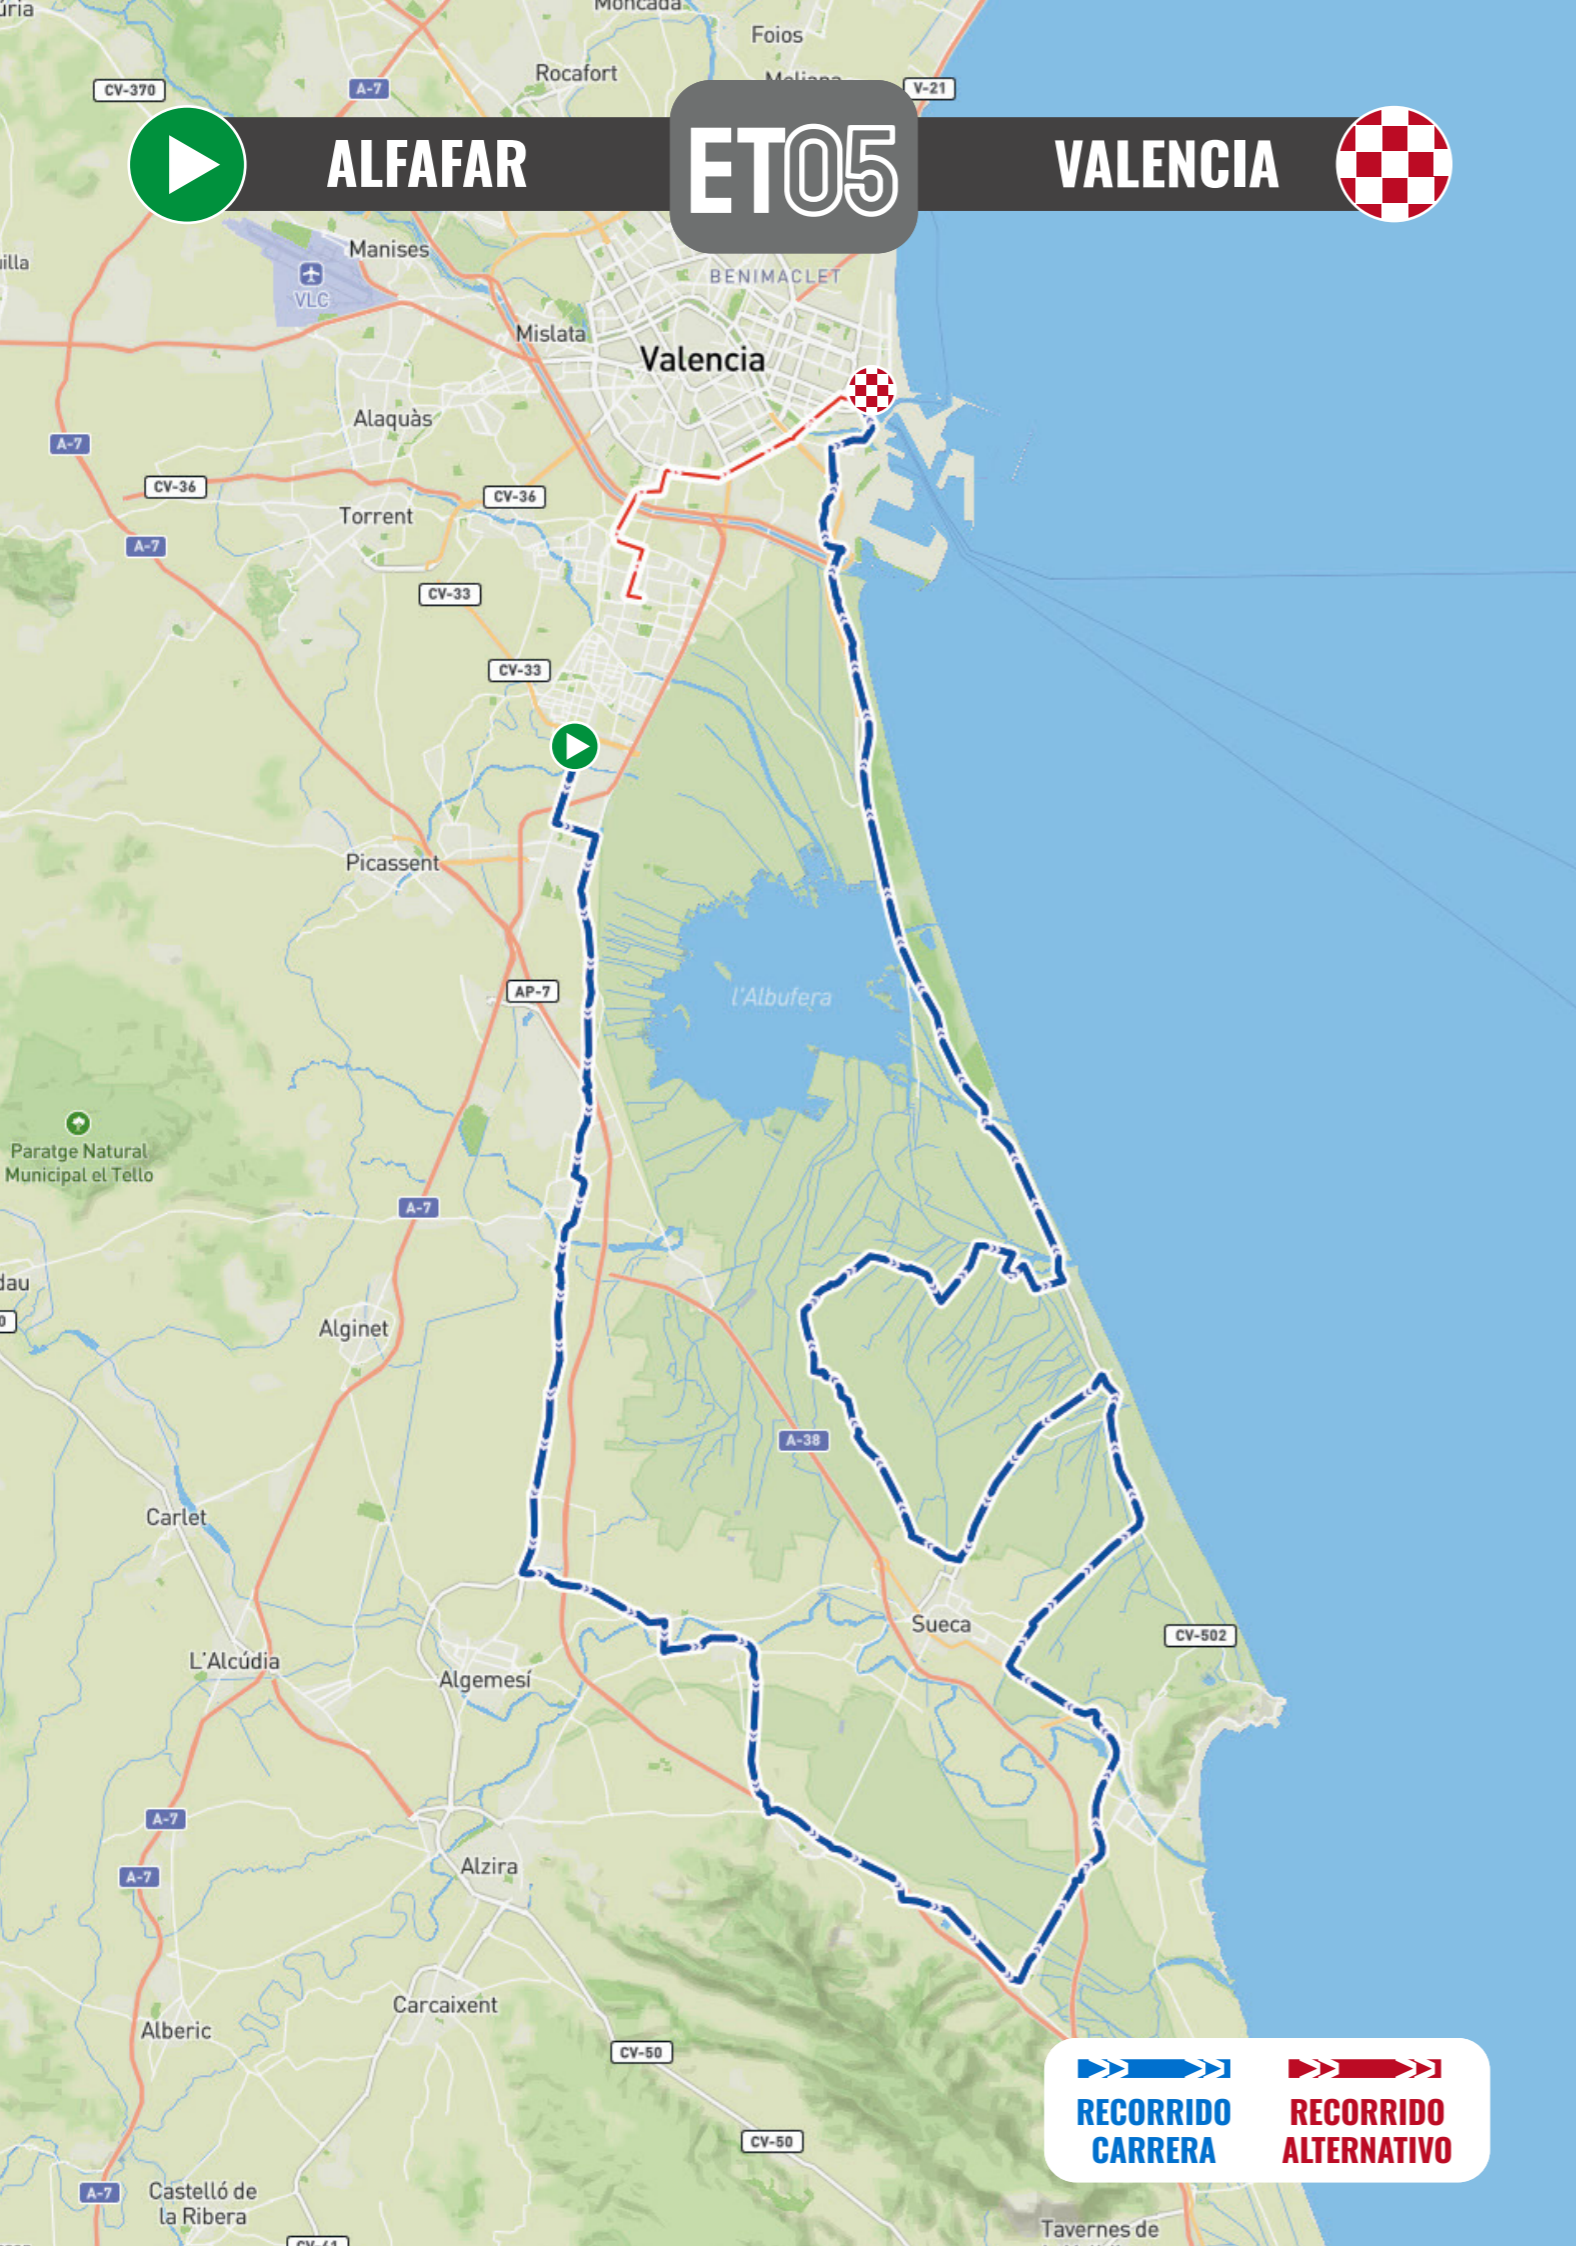 Foios
Rocafort
CV-370
A-7
V-21
ALFAFAR
ET05
VALENCIA
Manises
BENIMACLET
VLC
Mislata
Valencia
Alaquàs
A-7
CV-36
CV-36
Torrent
A-7
CV-33
CV-33
Picassent
AP-7
l'Albufera
Paratge Natural
Municipal el Tello
A-7
Alginet
A-38
Carlet
Sueca
CV-502
L'Alcúdia
Algemesí
A-7
A-7
Alzira
Carcaixent
Alberic
CV-50
RECORRIDO
CARRERA
RECORRIDO
ALTERNATIVO
CV-50
A-7
Castelló de
la Ribera
Tavernes de